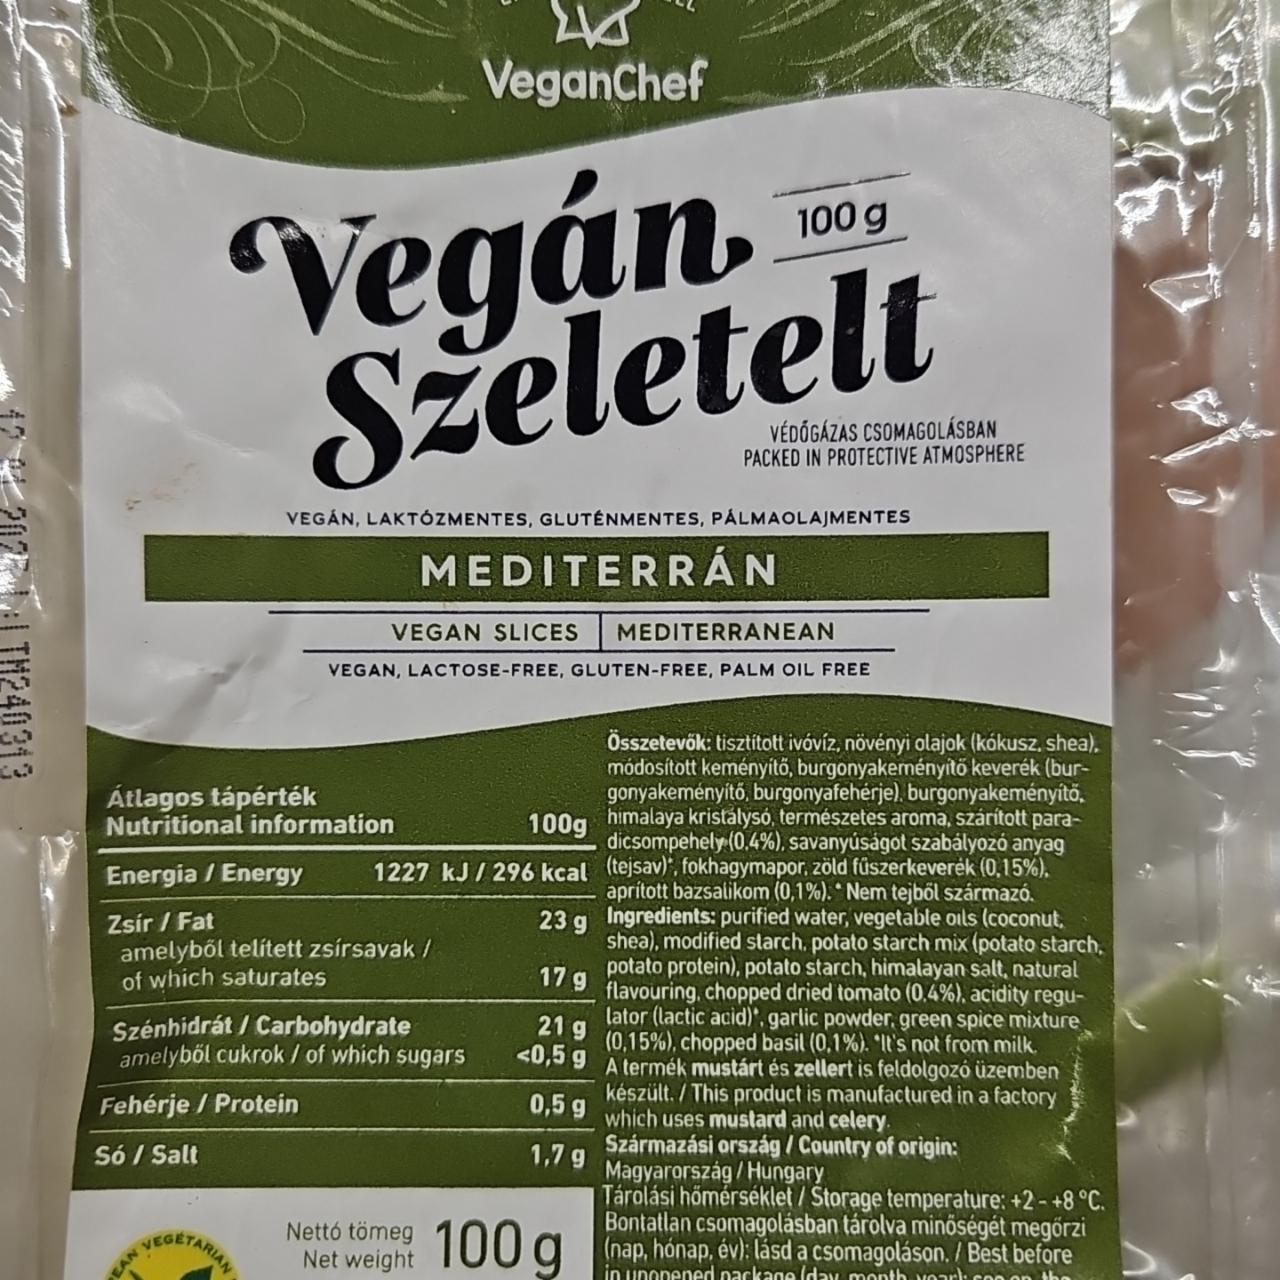 VeganChef
Vegán
Szeletelt
100 g
VÉDŐGÁZAS CSOMAGOLÁSBAN
PACKED IN PROTECTIVE ATMOSPHERE
VEGÁN, LAKTÓZMENTES, GLUTÉNMENTES, PÁLMAOLAJMENTES
MEDITERRÁN
VEGAN SLICES | MEDITERRANEAN
VEGAN, LACTOSE-FREE, GLUTEN-FREE, PALM OIL FREE
Átlagos tápérték
Nutritional information 100g
Energia / Energy 1227 kJ / 296 kcal
Zsír / Fat 23 g
amelyből telített zsírsavak /
of which saturates 17 g
Szénhidrát / Carbohydrate 21 g
amelyből cukrok / of which sugars <0,5 g
Fehérje / Protein 0,5 g
Só / Salt 1,7 g
Nettó tömeg
Net weight 100 g
Összetevők: tisztított ivóvíz, növényi olajok (kókusz, shea),
módosított keményítő, burgonyakeményítő keverék (bur-
gonyakeményítő, burgonyafehérje), burgonyakeményítő,
himalaya kristálysó, természetes aroma, szárított para-
dicsompehely (0,4%), savanyúságot szabályozó anyag
(tejsav)*, fokhagymapor, zöld fűszerkeverék (0,15%),
aprított bazsalikom (0,1%). * Nem tejből származó.
Ingredients: purified water, vegetable oils (coconut,
shea), modified starch, potato starch mix (potato starch,
potato protein), potato starch, himalayan salt, natural
flavouring, chopped dried tomato (0,4%), acidity regu-
lator (lactic acid)*, garlic powder, green spice mixture
(0,15%), chopped basil (0,1%). *It's not from milk.
A termék mustárt és zellert is feldolgozó üzemben
készült. / This product is manufactured in a factory
which uses mustard and celery.
Származási ország / Country of origin:
Magyarország / Hungary
Tárolási hőmérséklet / Storage temperature: +2 - +8 °C.
Bontatlan csomagolásban tárolva minőségét megőrzi
(nap, hónap, év): lásd a csomagoláson. / Best before
in unopened package (day, month, year): see on the
VEGETARIAN